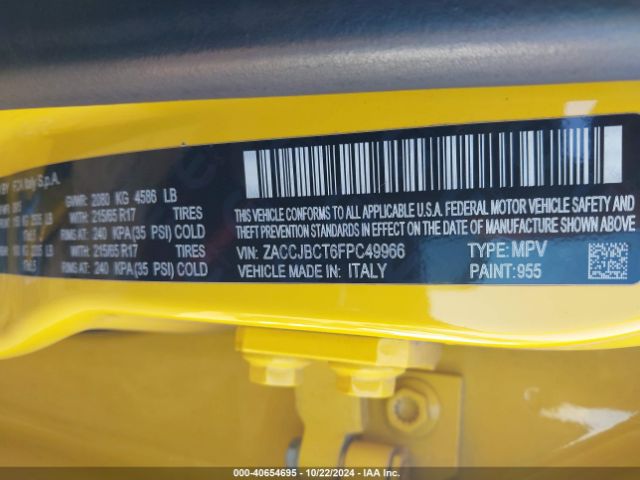 BY FCA Italy S.p.A.
GVWR: 2080 KG 4586 LB
WITH: 215/65 R17 TIRES
RIMS AT: 240 KPA(35 PSI) COLD
WITH: 215/65 R17 TIRES
RIMS AT: 240 KPA(35 PSI) COLD
THIS VEHICLE CONFORMS TO ALL APPLICABLE U.S.A. FEDERAL MOTOR VEHICLE SAFETY AND
THEFT PREVENTION STANDARDS IN EFFECT ON THE DATE OF MANUFACTURE SHOWN ABOVE.
VIN: ZACCJBCT6FPC49966 TYPE: MPV
VEHICLE MADE IN: ITALY PAINT: 955
000-40654695 - 10/22/2024 - IAA Inc.